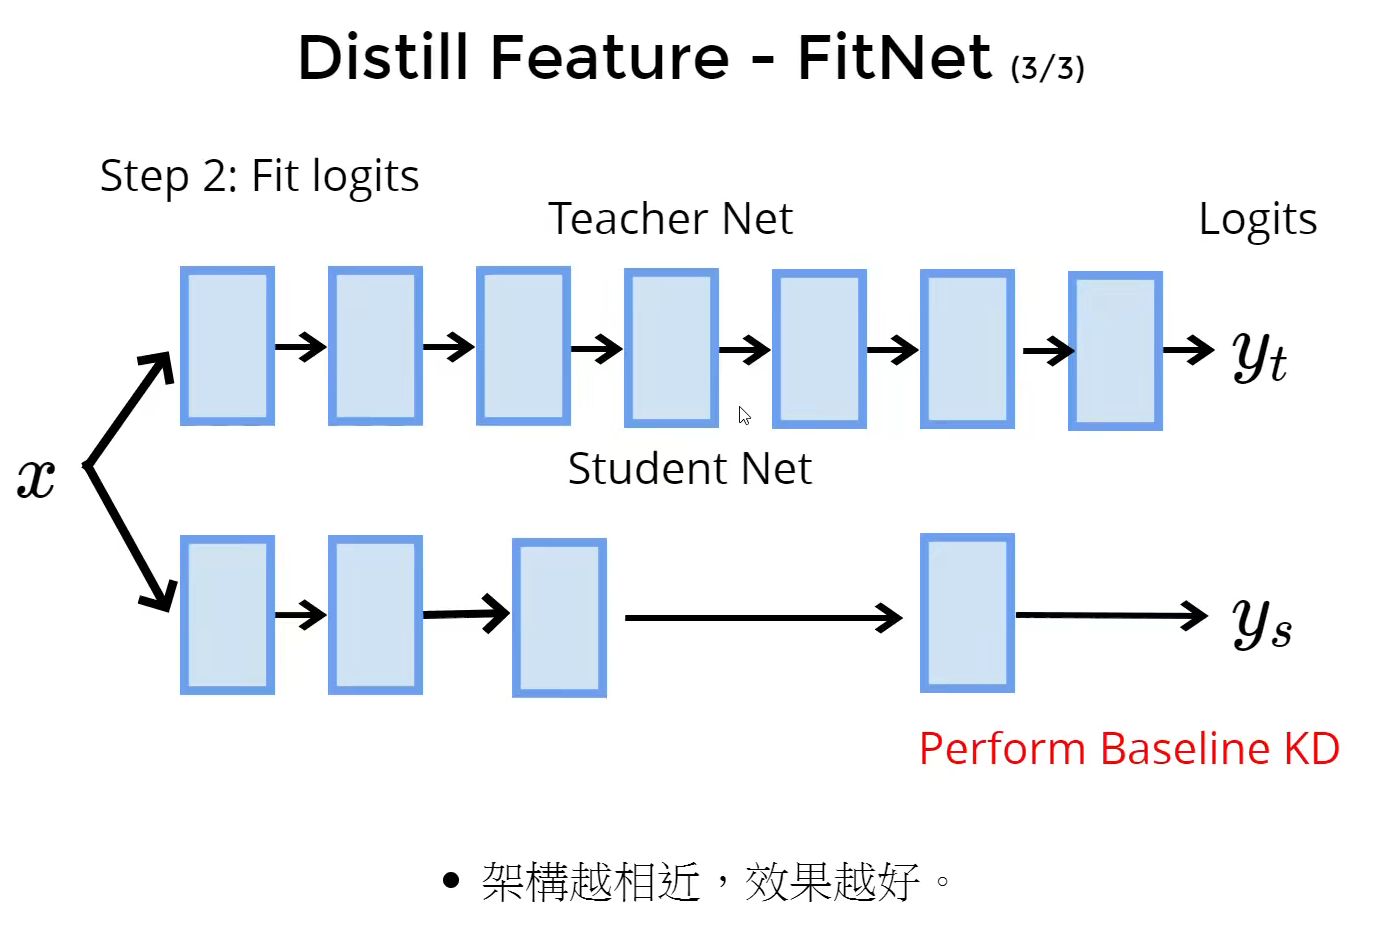 Distill Feature - FitNet (3/3)
Step 2: Fit logits
Teacher Net
Logits
y_t
x
Student Net
y_s
Perform Baseline KD
• 架構越相近，效果越好。